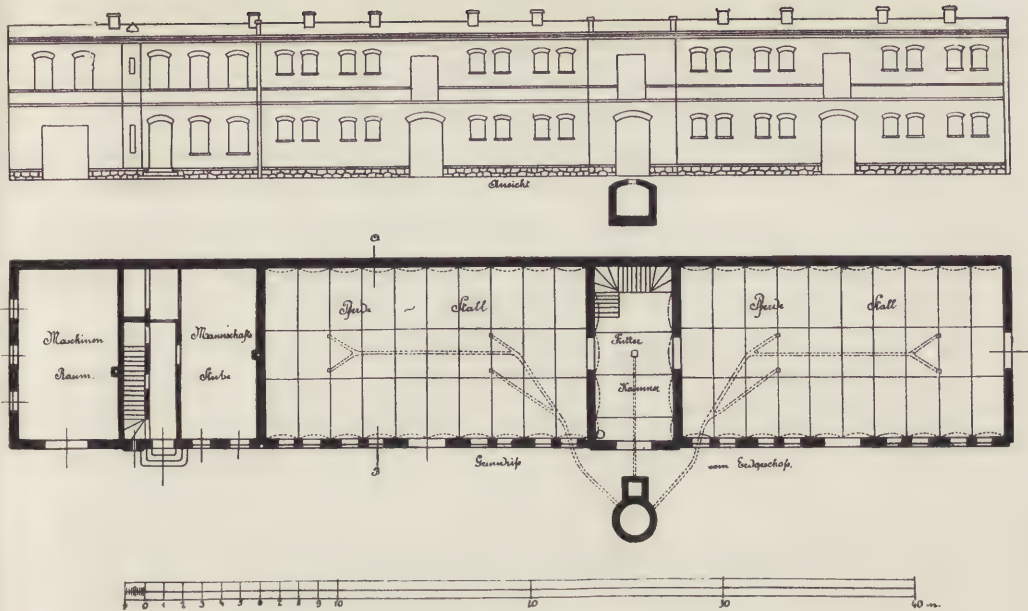 Ansicht
a
Pferde ~ Stall
Pferde Stall
Maschinen
Raum.
Mannschafts
Stube
Futter
Kammer
B
Grundriß vom Erdgeschoß.
1 0 1 2 3 4 5 6 7 8 9 10 20 40 m.